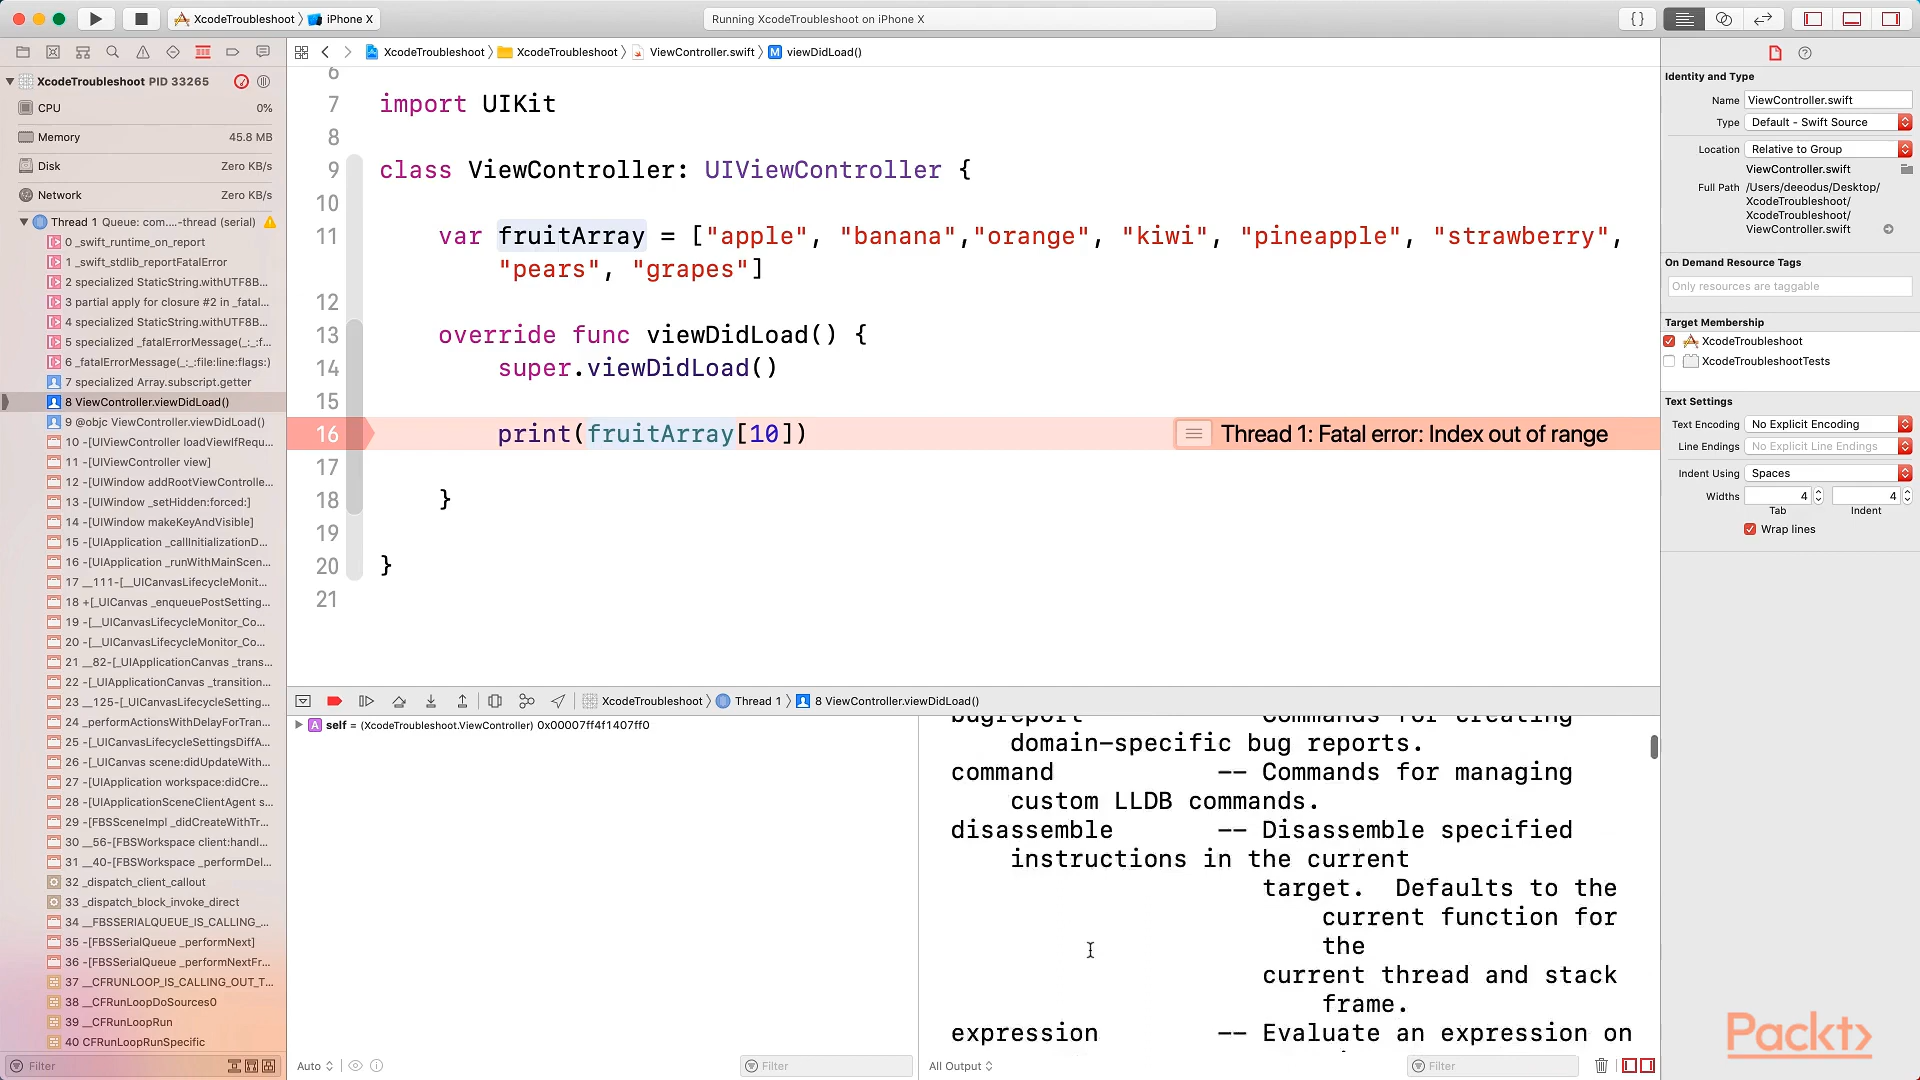 XcodeTroubleshoot 〉 iPhone X
Running XcodeTroubleshoot on iPhone X
{ }
XcodeTroubleshoot PID 33265
CPU 0%
Memory 45.8 MB
Disk Zero KB/s
Network Zero KB/s
Thread 1 Queue: com....-thread (serial)
0 _swift_runtime_on_report
1 _swift_stdlib_reportFatalError
2 specialized StaticString.withUTF8B...
3 partial apply for closure #2 in _fatal...
4 specialized StaticString.withUTF8B...
5 specialized _fatalErrorMessage(_:_:f...
6 _fatalErrorMessage(_:_:file:line:flags:)
7 specialized Array.subscript.getter
8 ViewController.viewDidLoad()
9 @objc ViewController.viewDidLoad()
10 -[UIViewController loadViewIfRequ...
11 -[UIViewController view]
12 -[UIWindow addRootViewControlle...
13 -[UIWindow _setHidden:forced:]
14 -[UIWindow makeKeyAndVisible]
15 -[UIApplication _callInitializationD...
16 -[UIApplication _runWithMainScen...
17 __111-[__UICanvasLifecycleMonit...
18 +[_UICanvas _enqueuePostSetting...
19 -[__UICanvasLifecycleMonitor_Co...
20 -[__UICanvasLifecycleMonitor_Co...
21 __82-[_UIApplicationCanvas _trans...
22 -[_UIApplicationCanvas _transition...
23 __125-[_UICanvasLifecycleSetting...
24 _performActionsWithDelayForTran...
25 -[_UICanvasLifecycleSettingsDiffA...
26 -[_UICanvas scene:didUpdateWith...
27 -[UIApplication workspace:didCre...
28 -[UIApplicationSceneClientAgent s...
29 -[FBSSceneImpl _didCreateWithTr...
30 __56-[FBSWorkspace client:handl...
31 __40-[FBSWorkspace _performDel...
32 _dispatch_client_callout
33 _dispatch_block_invoke_direct
34 __FBSSERIALQUEUE_IS_CALLING_...
35 -[FBSSerialQueue _performNext]
36 -[FBSSerialQueue _performNextFr...
37 __CFRUNLOOP_IS_CALLING_OUT_T...
38 __CFRunLoopDoSources0
39 __CFRunLoopRun
40 CFRunLoopRunSpecific
Filter
XcodeTroubleshoot 〉 XcodeTroubleshoot 〉 ViewController.swift 〉 M viewDidLoad()
6
7 import UIKit
8
9 class ViewController: UIViewController {
10
11 var fruitArray = ["apple", "banana","orange", "kiwi", "pineapple", "strawberry",
"pears", "grapes"]
12
13 override func viewDidLoad() {
14 super.viewDidLoad()
15
16 print(fruitArray[10]) Thread 1: Fatal error: Index out of range
17
18 }
19
20 }
21
XcodeTroubleshoot 〉 Thread 1 〉 8 ViewController.viewDidLoad()
A self = (XcodeTroubleshoot.ViewController) 0x00007ff4f1407ff0
Auto
Filter
bugreport -- Commands for creating
domain-specific bug reports.
command -- Commands for managing
custom LLDB commands.
disassemble -- Disassemble specified
instructions in the current
target. Defaults to the
current function for
the
current thread and stack
frame.
expression -- Evaluate an expression on
All Output
Filter
Identity and Type
Name ViewController.swift
Type Default - Swift Source
Location Relative to Group
ViewController.swift
Full Path /Users/deeodus/Desktop/
XcodeTroubleshoot/
XcodeTroubleshoot/
ViewController.swift
On Demand Resource Tags
Only resources are taggable
Target Membership
XcodeTroubleshoot
XcodeTroubleshootTests
Text Settings
Text Encoding No Explicit Encoding
Line Endings No Explicit Line Endings
Indent Using Spaces
Widths 4 4
Tab Indent
Wrap lines
Packt